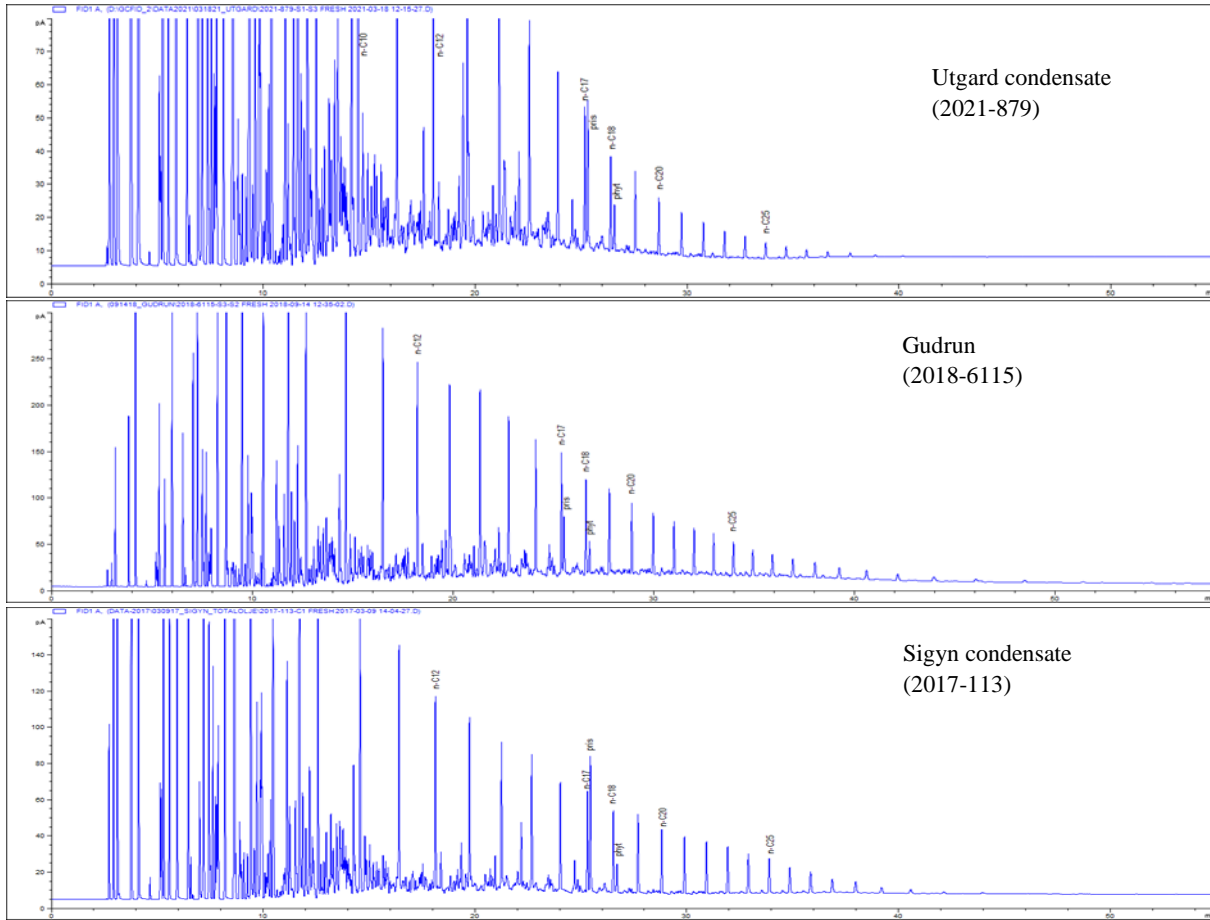 FID1 A, (D:\GCFID_2\DATA2021\031821_UTGARD\2021-879-S1-S3 FRESH 2021-03-18 12-15-27.D)
pA
70
60
50
40
30
20
10
0
n-C10
n-C12
n-C17
pris
n-C18
phyt
n-C20
n-C25
Utgard condensate
(2021-879)
0
10
20
30
40
50
m
FID1 A, (091418_GUDRUN\2018-6115-S3-S2 FRESH 2018-09-14 12-35-02.D)
pA
250
200
150
100
50
0
n-C12
n-C17
pris
n-C18
phyt
n-C20
n-C25
Gudrun
(2018-6115)
0
10
20
30
40
50
m
FID1 A, (DATA-2017\030917_SIGYN_TOTALOLJE\2017-113-C1 FRESH 2017-03-09 14-04-27.D)
pA
140
120
100
80
60
40
20
0
n-C12
n-C17
pris
n-C18
phyt
n-C20
n-C25
Sigyn condensate
(2017-113)
0
10
20
30
40
50
m